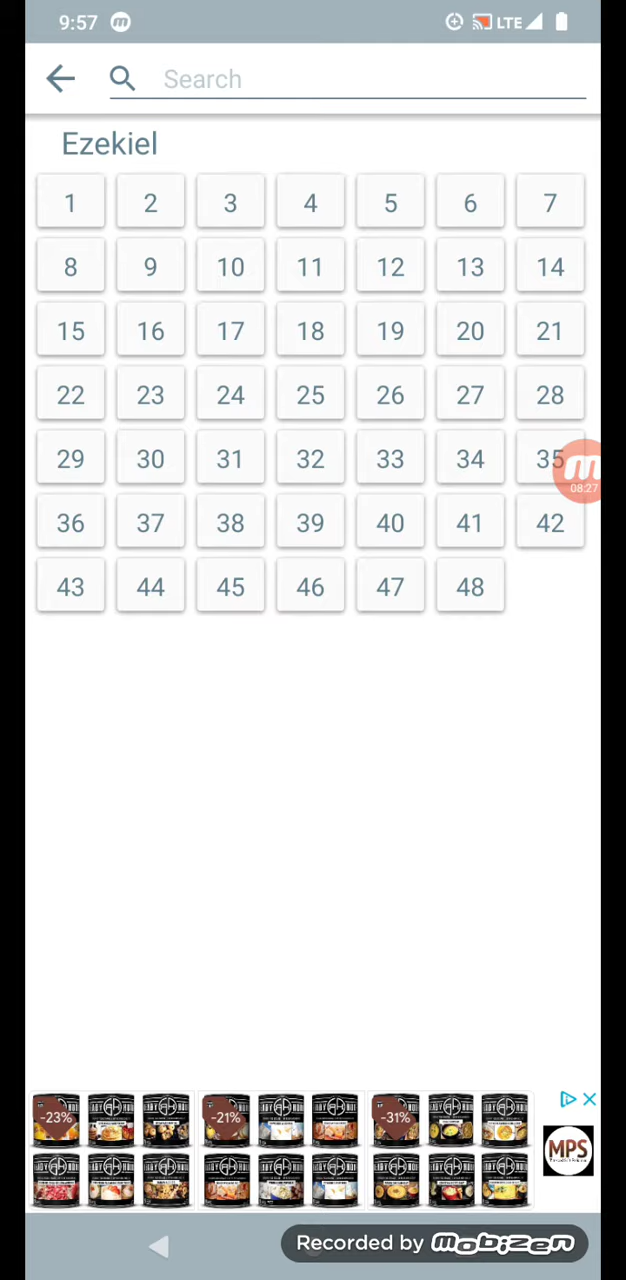 9:57 m LTE
Search
Ezekiel
1 2 3 4 5 6 7
8 9 10 11 12 13 14
15 16 17 18 19 20 21
22 23 24 25 26 27 28
29 30 31 32 33 34 35
08:27
36 37 38 39 40 41 42
43 44 45 46 47 48
-23% -21% -31%
MPS
Recorded by mobizen